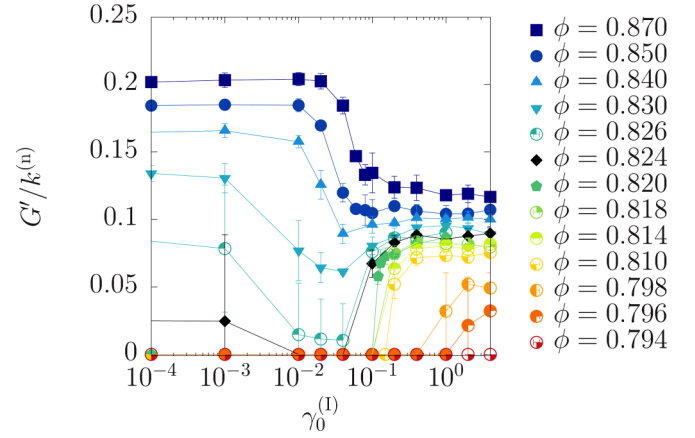 0.25
0.2
0.15
0.1
0.05
0
G′/k⁽ⁿ⁾
10⁻⁴ 10⁻³ 10⁻² 10⁻¹ 10⁰
γ₀⁽ᴵ⁾
ϕ = 0.870
ϕ = 0.850
ϕ = 0.840
ϕ = 0.830
ϕ = 0.826
ϕ = 0.824
ϕ = 0.820
ϕ = 0.818
ϕ = 0.814
ϕ = 0.810
ϕ = 0.798
ϕ = 0.796
ϕ = 0.794